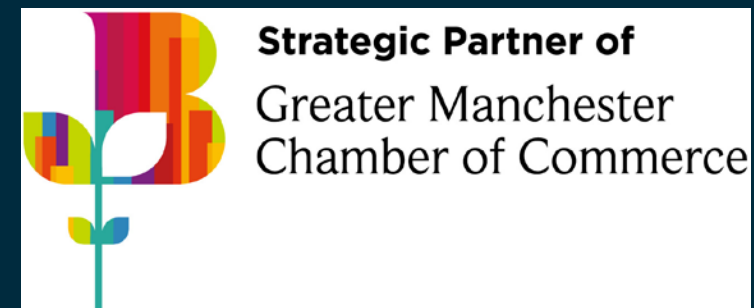 Strategic Partner of
Greater Manchester
Chamber of Commerce